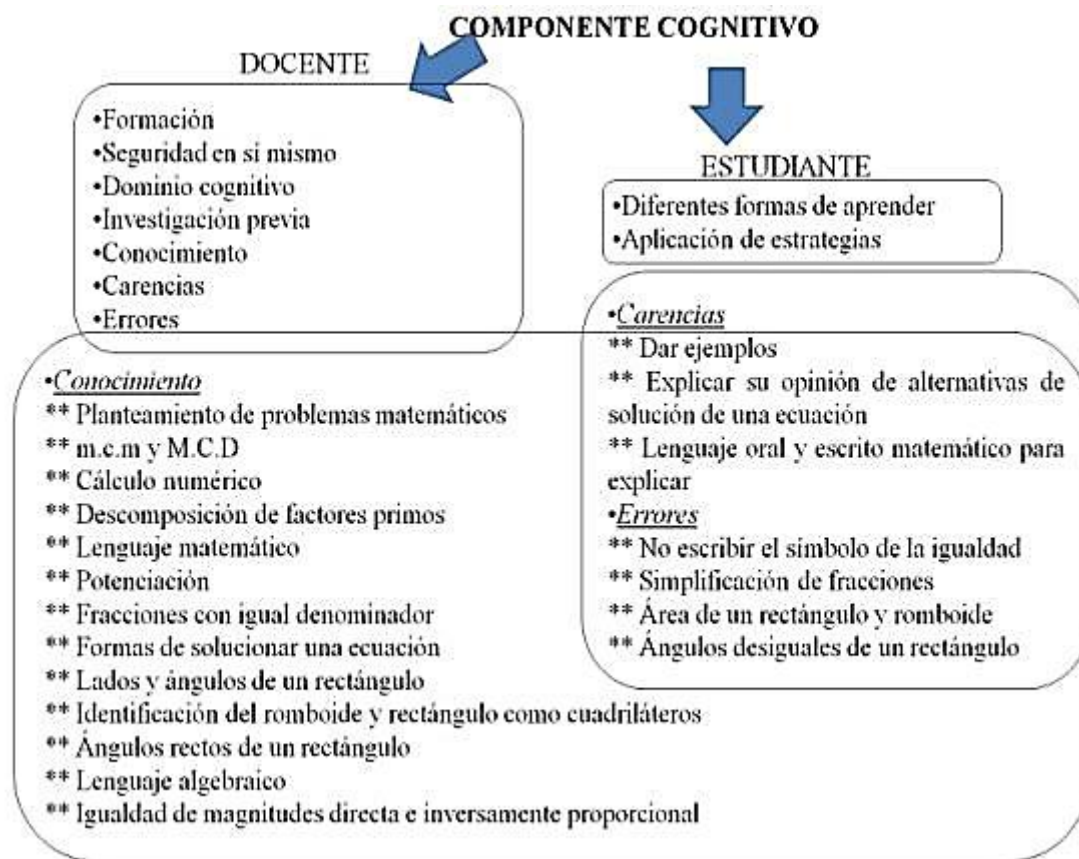 COMPONENTE COGNITIVO
DOCENTE
•Formación
•Seguridad en si mismo
•Dominio cognitivo
•Investigación previa
•Conocimiento
•Carencias
•Errores
ESTUDIANTE
•Diferentes formas de aprender
•Aplicación de estrategias
•Conocimiento
** Planteamiento de problemas matemáticos
** m.c.m y M.C.D
** Cálculo numérico
** Descomposición de factores primos
** Lenguaje matemático
** Potenciación
** Fracciones con igual denominador
** Formas de solucionar una ecuación
** Lados y ángulos de un rectángulo
** Identificación del romboide y rectángulo como cuadriláteros
** Ángulos rectos de un rectángulo
** Lenguaje algebraico
** Igualdad de magnitudes directa e inversamente proporcional
•Carencias
** Dar ejemplos
** Explicar su opinión de alternativas de
solución de una ecuación
** Lenguaje oral y escrito matemático para
explicar
•Errores
** No escribir el símbolo de la igualdad
** Simplificación de fracciones
** Área de un rectángulo y romboide
** Ángulos desiguales de un rectángulo